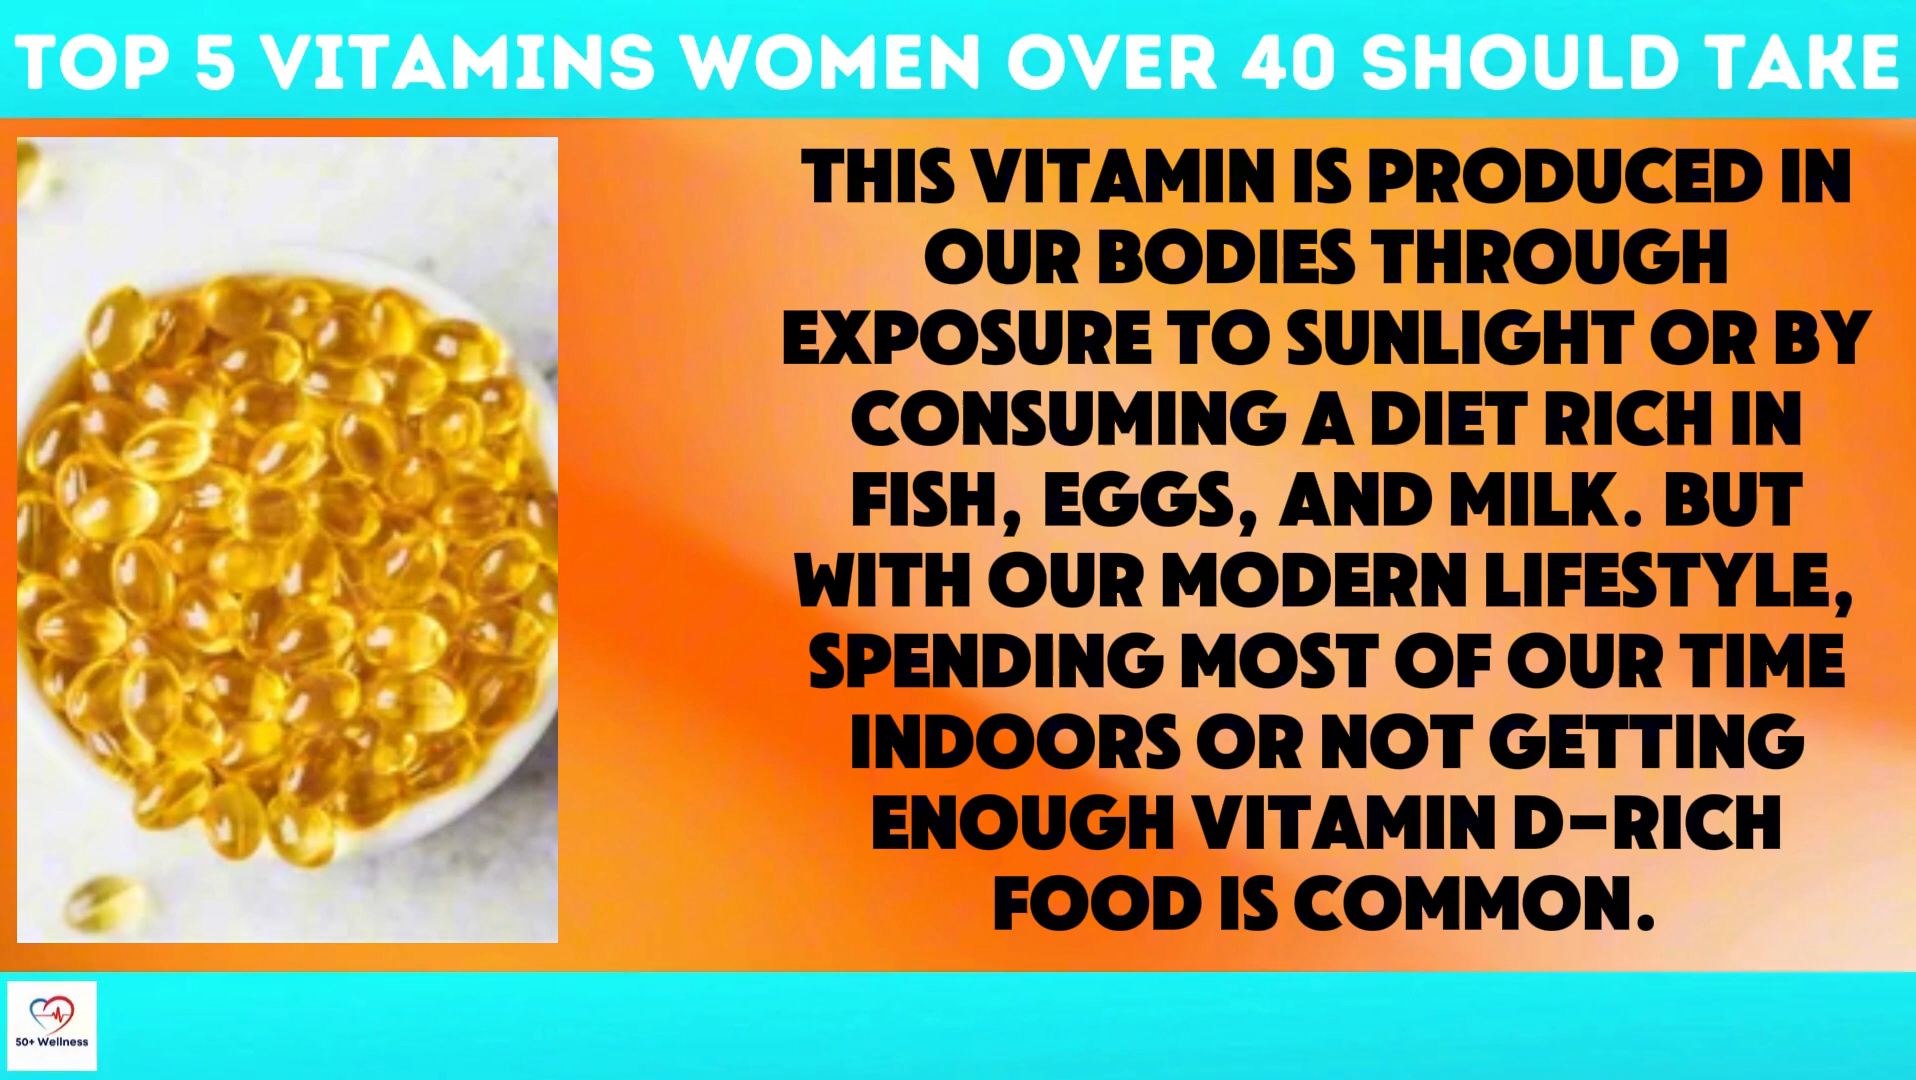 TOP 5 VITAMINS WOMEN OVER 40 SHOULD TAKE
THIS VITAMIN IS PRODUCED IN
OUR BODIES THROUGH
EXPOSURE TO SUNLIGHT OR BY
CONSUMING A DIET RICH IN
FISH, EGGS, AND MILK. BUT
WITH OUR MODERN LIFESTYLE,
SPENDING MOST OF OUR TIME
INDOORS OR NOT GETTING
ENOUGH VITAMIN D-RICH
FOOD IS COMMON.
50+ Wellness